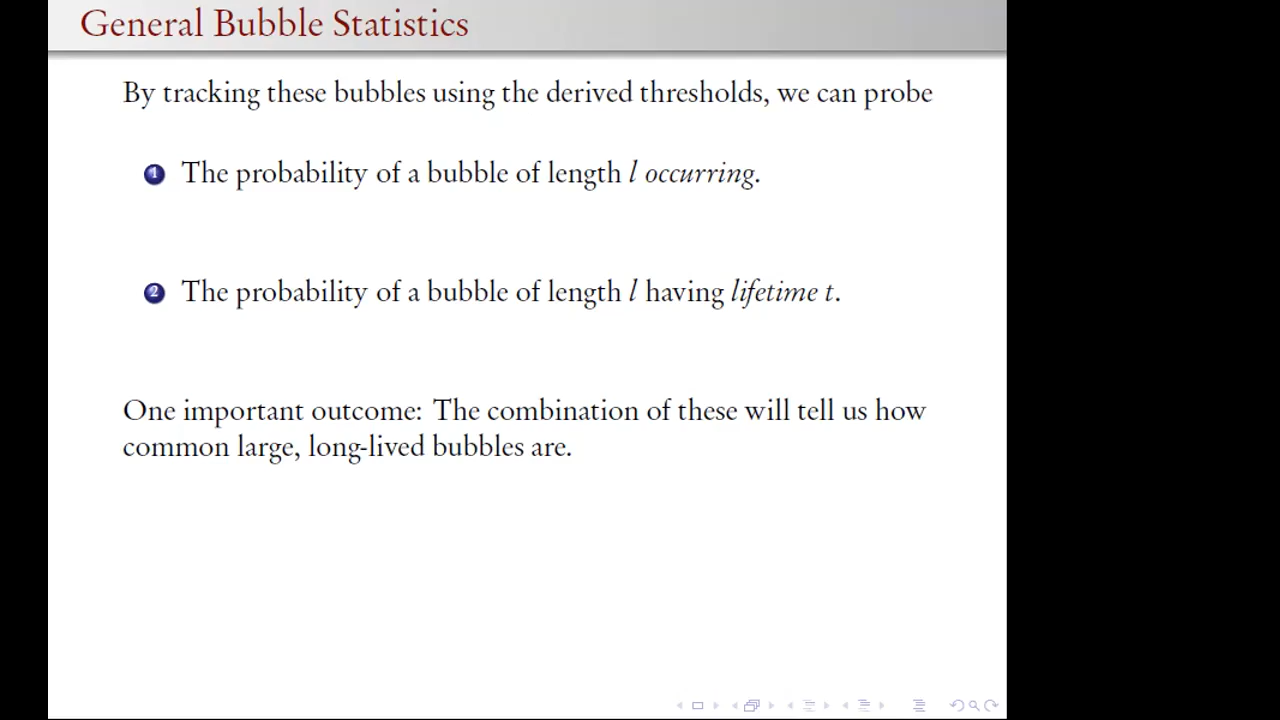 General Bubble Statistics
By tracking these bubbles using the derived thresholds, we can probe
1 The probability of a bubble of length l occurring.
2 The probability of a bubble of length l having lifetime t.
One important outcome: The combination of these will tell us how
common large, long-lived bubbles are.